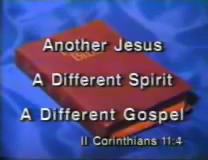 Another Jesus
A Different Spirit
A Different Gospel
II Corinthians 11:4